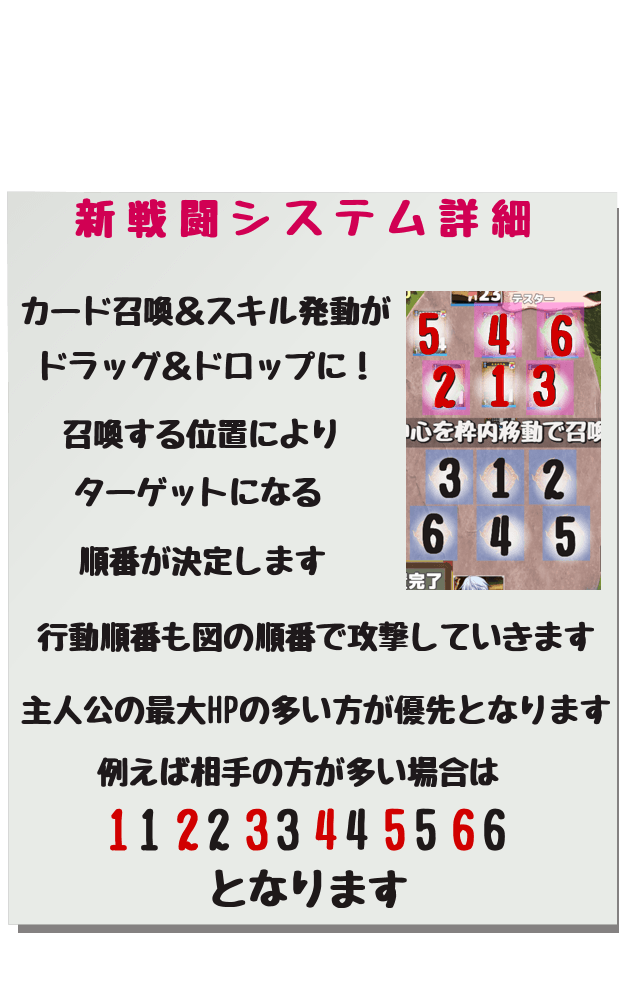 新戦闘システム詳細
カード召喚&スキル発動が
ドラッグ&ドロップに！
召喚する位置により
ターゲットになる
順番が決定します
テスター
5 4 6
2 1 3
心を枠内移動で召喚
3 1 2
6 4 5
完了
行動順番も図の順番で攻撃していきます
主人公の最大HPの多い方が優先となります
例えば相手の方が多い場合は
1 1 2 2 3 3 4 4 5 5 6 6
となります